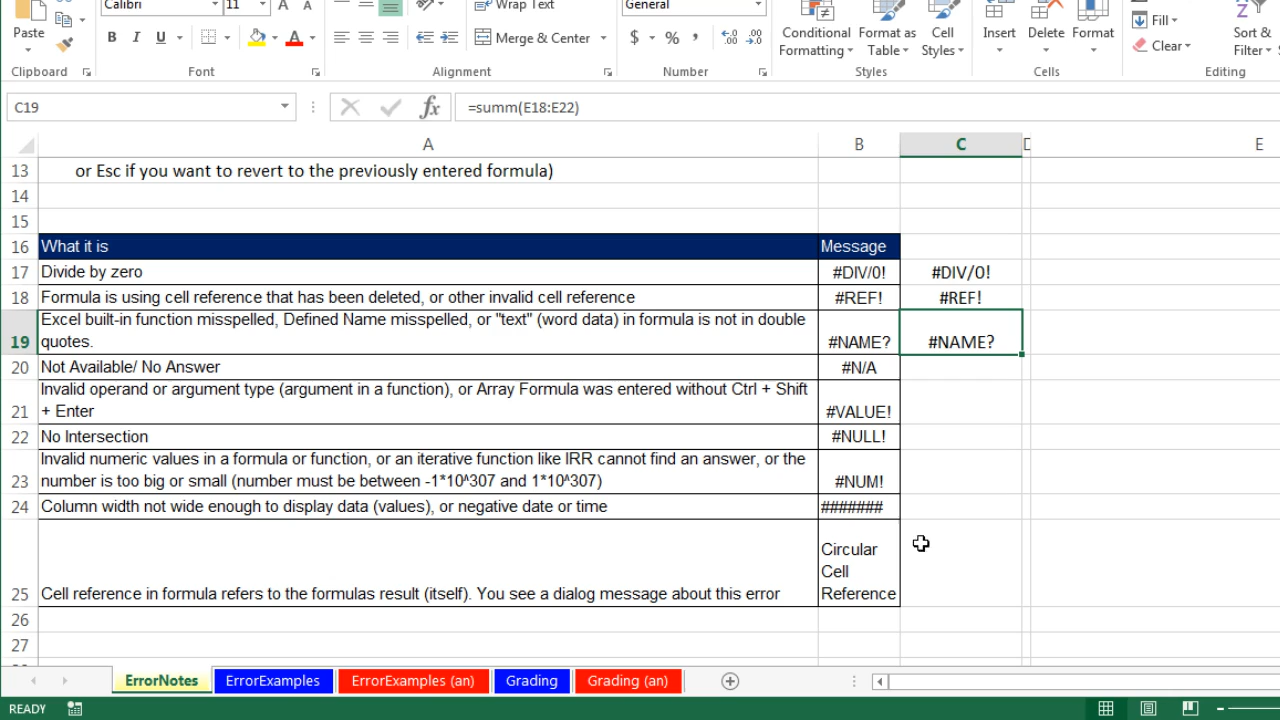 Calibri 11 Wrap Text General
Paste B I U Merge & Center $ % , Conditional Formatting Format as Table Cell Styles Insert Delete Format Fill Clear Sort & Filter
Clipboard Font Alignment Number Styles Cells Editing
C19 fx =summ(E18:E22)
A B C E
13 or Esc if you want to revert to the previously entered formula)
14
15
16 What it is Message
17 Divide by zero #DIV/0! #DIV/0!
18 Formula is using cell reference that has been deleted, or other invalid cell reference #REF! #REF!
Excel built-in function misspelled, Defined Name misspelled, or "text" (word data) in formula is not in double
19 quotes. #NAME? #NAME?
20 Not Available/ No Answer #N/A
Invalid operand or argument type (argument in a function), or Array Formula was entered without Ctrl + Shift
21 + Enter #VALUE!
22 No Intersection #NULL!
Invalid numeric values in a formula or function, or an iterative function like IRR cannot find an answer, or the
23 number is too big or small (number must be between -1*10^307 and 1*10^307) #NUM!
24 Column width not wide enough to display data (values), or negative date or time #######
Circular
Cell
25 Cell reference in formula refers to the formulas result (itself). You see a dialog message about this error Reference
26
27
ErrorNotes ErrorExamples ErrorExamples (an) Grading Grading (an)
READY